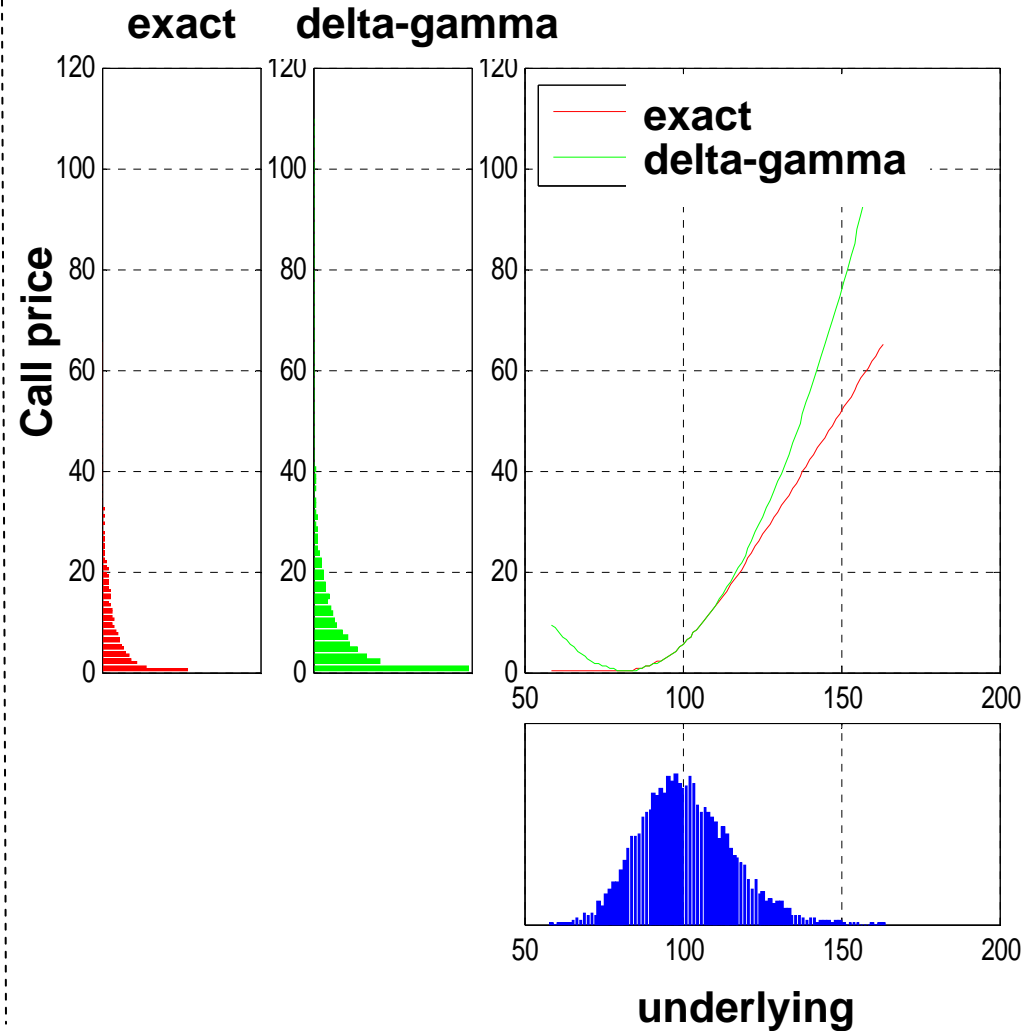 exact delta-gamma
120 120 120
exact
delta-gamma
100 100 100
80 80 80
60 60 60
40 40 40
20 20 20
0 0 0
Call price
50 100 150 200
50 100 150 200
underlying